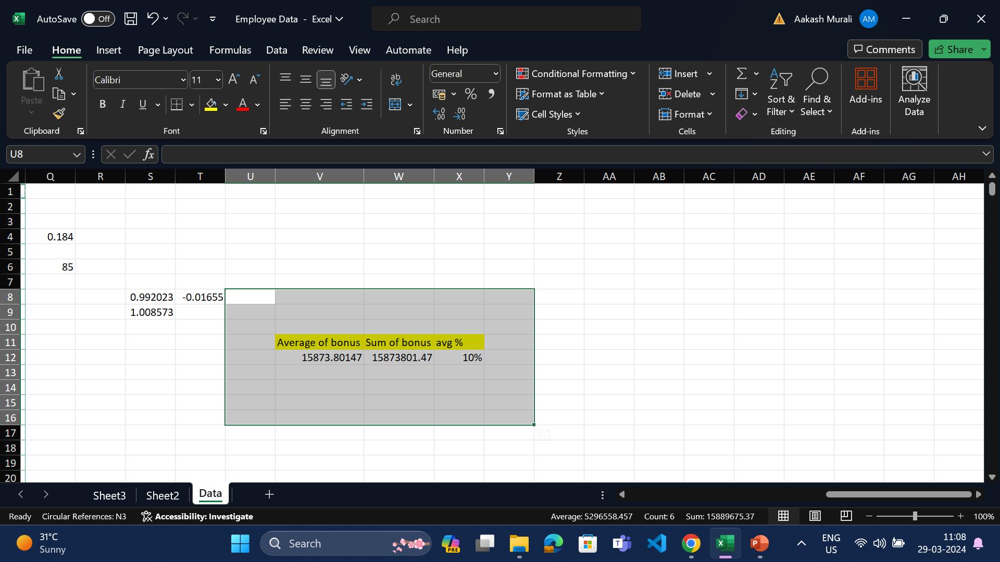 AutoSave Off Employee Data - Excel Search Aakash Murali AM
File Home Insert Page Layout Formulas Data Review View Automate Help Comments Share
Paste
Clipboard
Calibri 11
B I U A
Font
ab
Alignment
General
% 9
Number
Conditional Formatting
Format as Table
Cell Styles
Styles
Insert
Delete
Format
Cells
Sort & Filter
Find & Select
Editing
Add-ins
Add-ins
Analyze Data
U8 fx
Q R S T U V W X Y Z AA AB AC AD AE AF AG AH
1
2
3
4 0.184
5
6 85
7
8 0.992023 -0.01655
9 1.008573
10
11 Average of bonus Sum of bonus avg %
12 15873.80147 15873801.47 10%
13
14
15
16
17
18
19
20
Sheet3 Sheet2 Data +
Ready Circular References: N3 Accessibility: Investigate Average: 5296558.457 Count: 6 Sum: 15889675.37 100%
31°C
Sunny
Search
PRE
ENG
US
11:08
29-03-2024